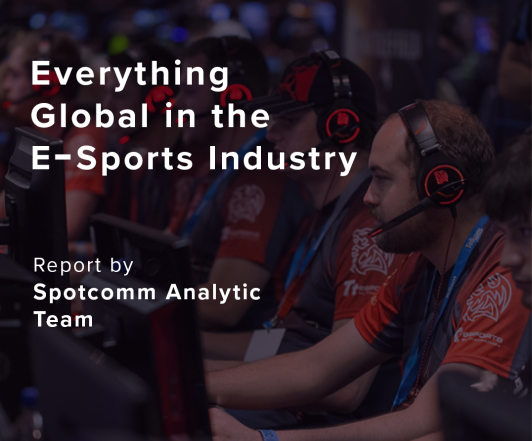 Everything
Global in the
E-Sports Industry
Report by
Spotcomm Analytic
Team